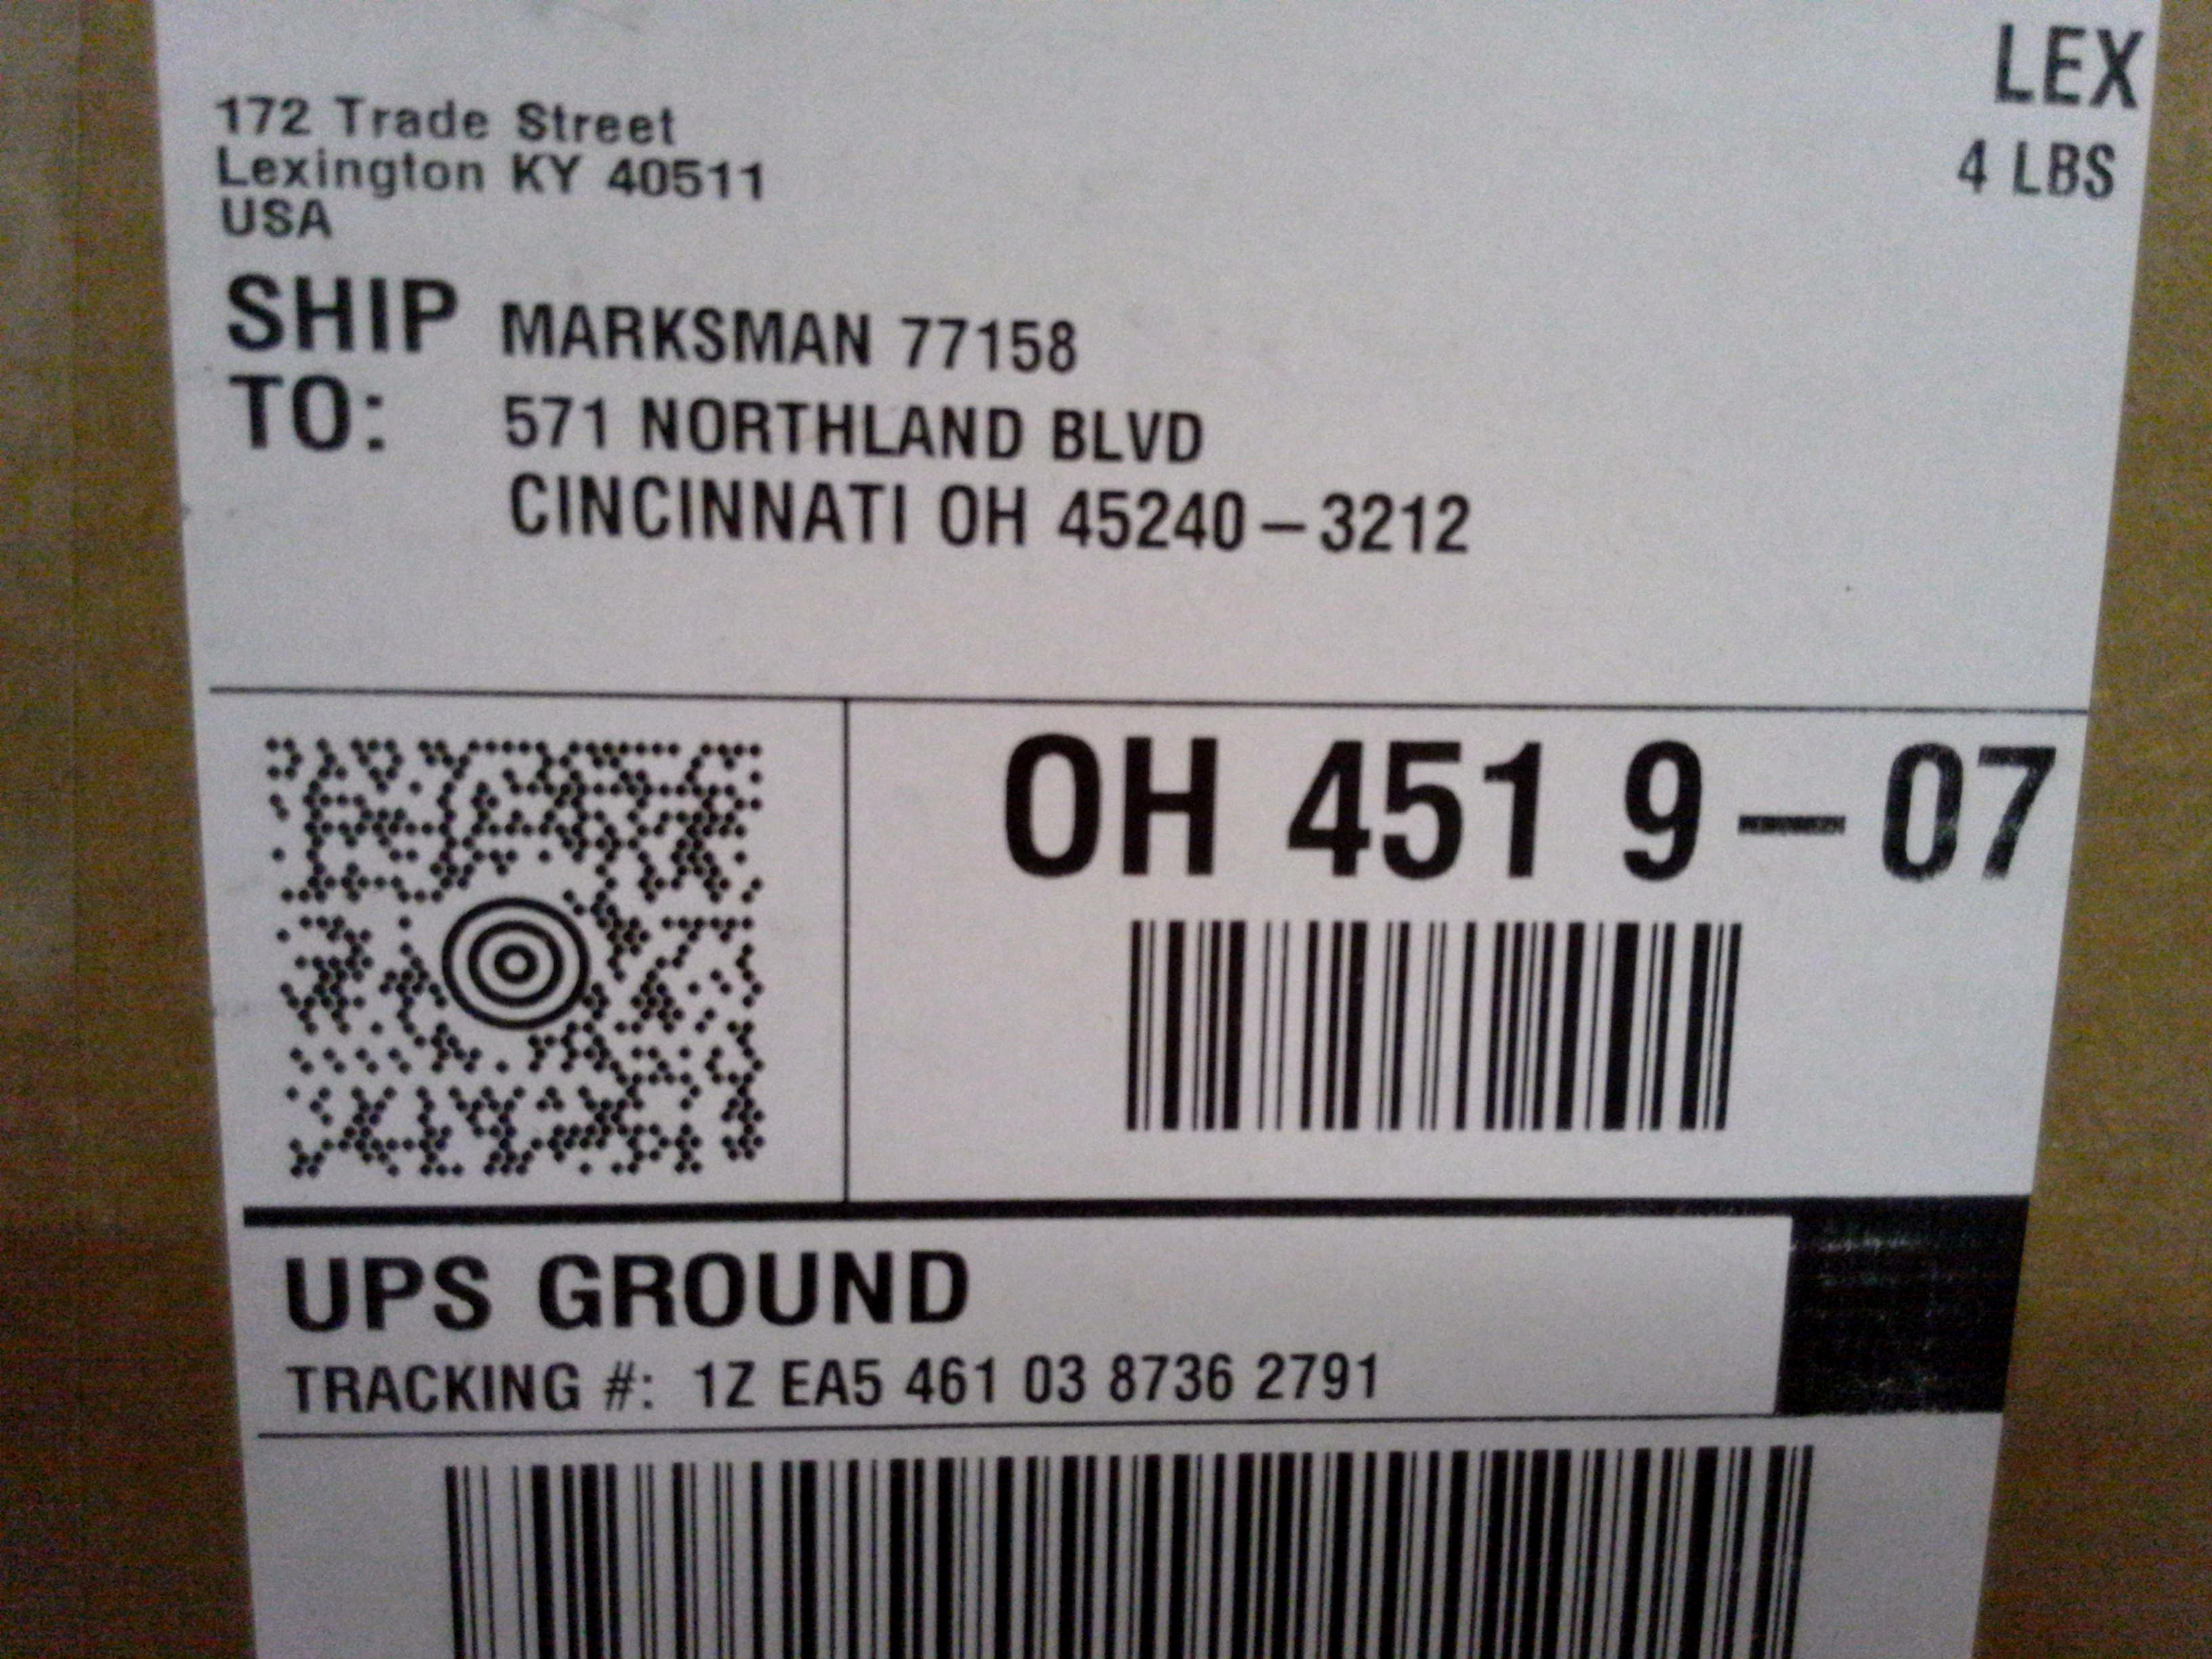 LEX
172 Trade Street
4 LBS
Lexington KY 40511
USA
SHIP TO: MARKSMAN 77158
571 NORTHLAND BLVD
CINCINNATI OH 45240-3212
OH 451 9-07
UPS GROUND
TRACKING #: 1Z EA5 461 03 8736 2791